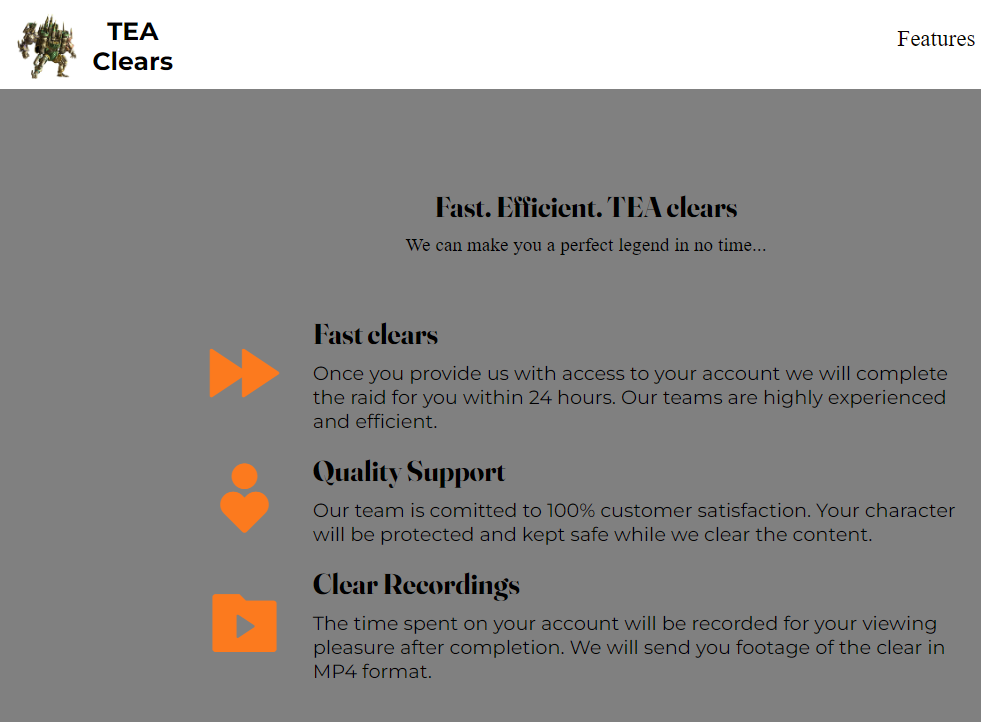 TEA
Clears
Features
Fast. Efficient. TEA clears
We can make you a perfect legend in no time...
Fast clears
Once you provide us with access to your account we will complete
the raid for you within 24 hours. Our teams are highly experienced
and efficient.
Quality Support
Our team is comitted to 100% customer satisfaction. Your character
will be protected and kept safe while we clear the content.
Clear Recordings
The time spent on your account will be recorded for your viewing
pleasure after completion. We will send you footage of the clear in
MP4 format.